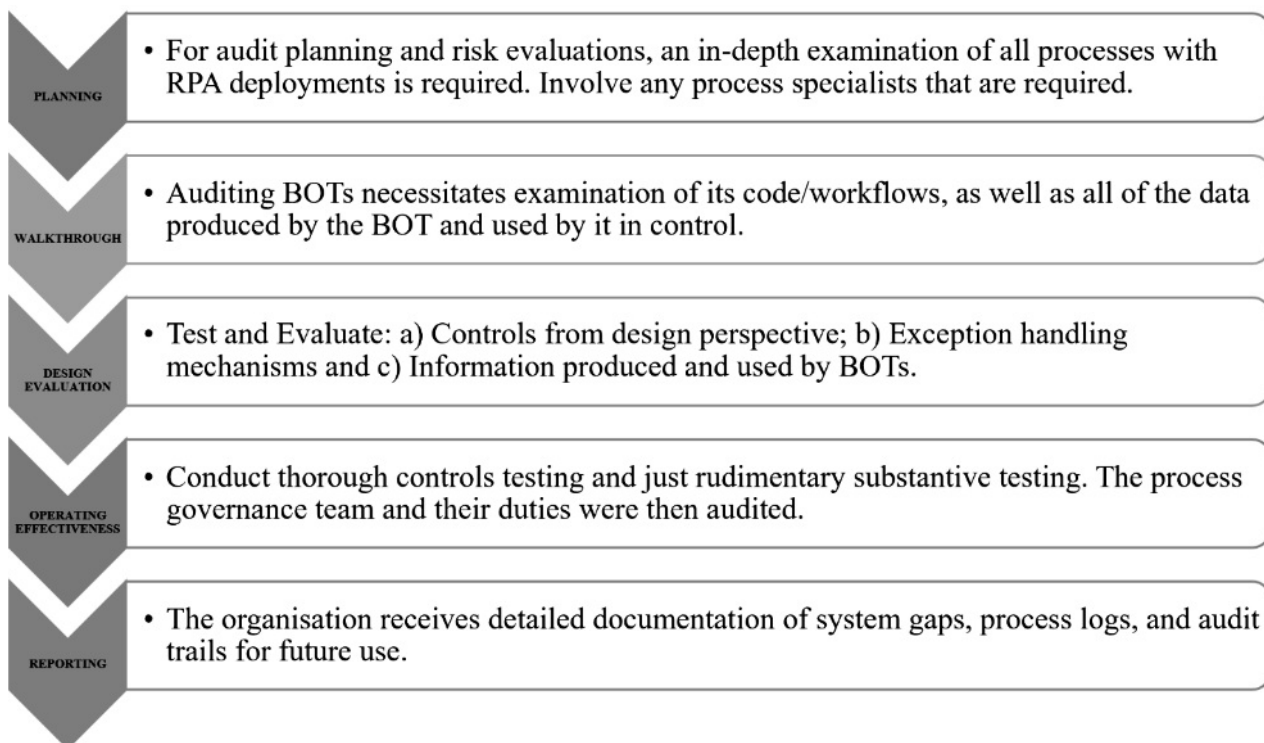 PLANNING
• For audit planning and risk evaluations, an in-depth examination of all processes with
RPA deployments is required. Involve any process specialists that are required.
WALKTHROUGH
• Auditing BOTs necessitates examination of its code/workflows, as well as all of the data
produced by the BOT and used by it in control.
DESIGN
EVALUATION
• Test and Evaluate: a) Controls from design perspective; b) Exception handling
mechanisms and c) Information produced and used by BOTs.
OPERATING
EFFECTIVENESS
• Conduct thorough controls testing and just rudimentary substantive testing. The process
governance team and their duties were then audited.
REPORTING
• The organisation receives detailed documentation of system gaps, process logs, and audit
trails for future use.